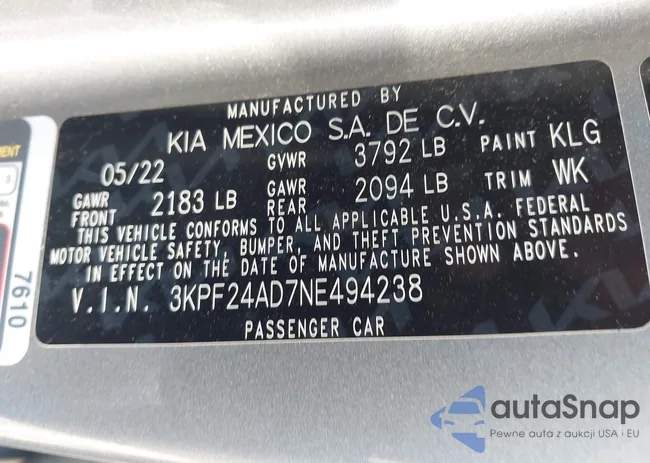 MANUFACTURED BY
KIA MEXICO S.A. DE C.V.
05/22 GVWR 3792 LB PAINT KLG
GAWR FRONT 2183 LB GAWR REAR 2094 LB TRIM WK
THIS VEHICLE CONFORMS TO ALL APPLICABLE U.S.A. FEDERAL
MOTOR VEHICLE SAFETY, BUMPER, AND THEFT PREVENTION STANDARDS
IN EFFECT ON THE DATE OF MANUFACTURE SHOWN ABOVE.
V.I.N. 3KPF24AD7NE494238
PASSENGER CAR
7610
autaSnap
Pewne auta z aukcji USA i EU